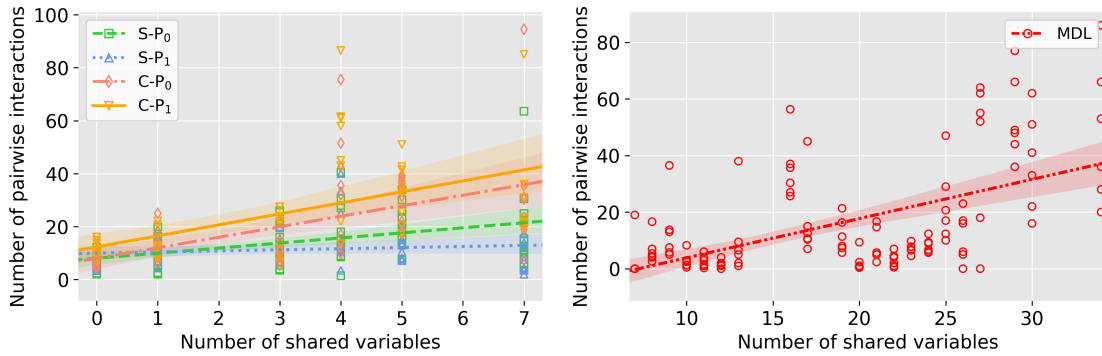 Number of pairwise interactions
100
80
60
40
20
0
S-P0
S-P1
C-P0
C-P1
0 1 2 3 4 5 6 7
Number of shared variables
Number of pairwise interactions
80
60
40
20
0
MDL
10 15 20 25 30
Number of shared variables